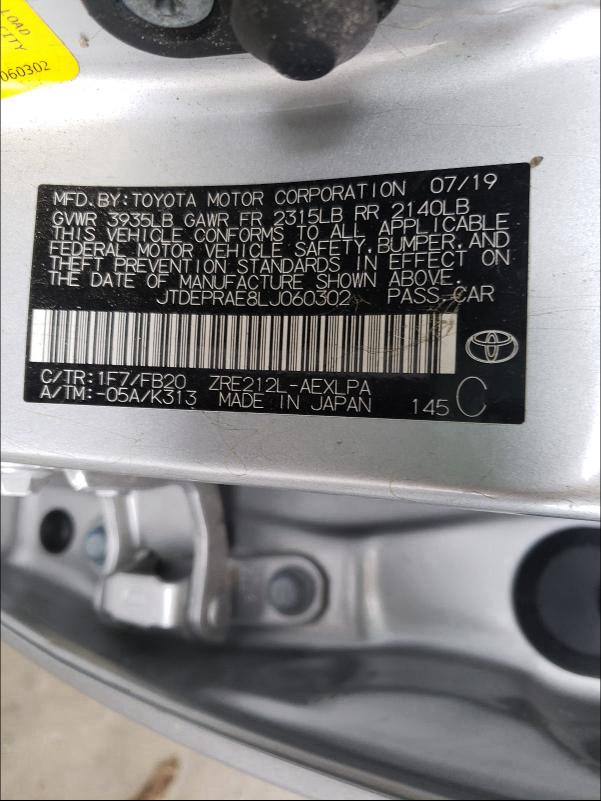 LOAD
CITY
060302
MFD. BY: TOYOTA MOTOR CORPORATION 07/19
GVWR 3935LB GAWR FR 2315LB RR 2140LB
THIS VEHICLE CONFORMS TO ALL APPLICABLE
FEDERAL MOTOR VEHICLE SAFETY, BUMPER, AND
THEFT PREVENTION STANDARDS IN EFFECT ON
THE DATE OF MANUFACTURE SHOWN ABOVE.
JTDEPRAE8LJ060302 PASS-CAR
C/TR: 1F7/FB20 ZRE212L-AEXLPA
A/TM: -05A/K313 MADE IN JAPAN 145 C